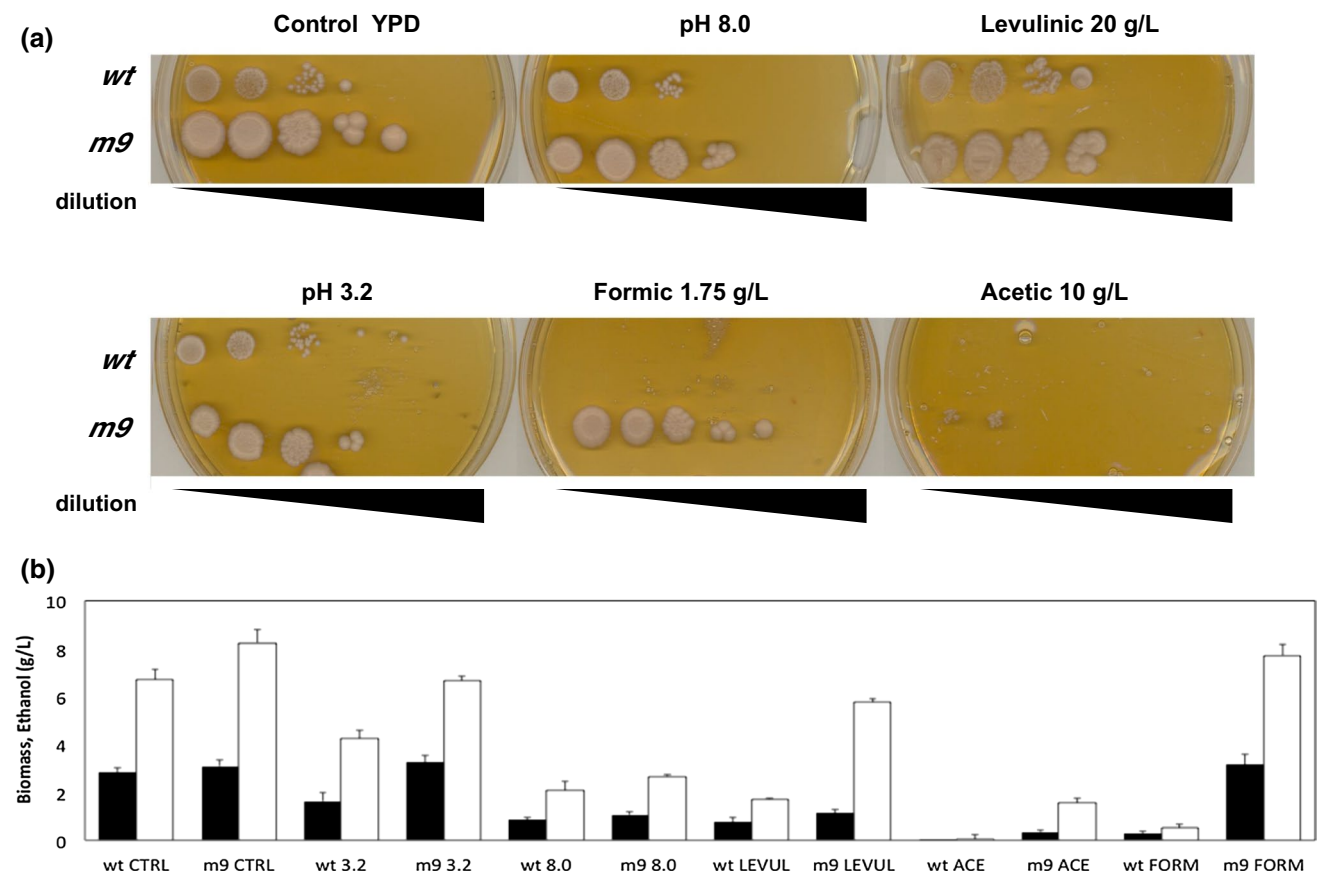 (a)
Control YPD
pH 8.0
Levulinic 20 g/L
wt
m9
dilution
pH 3.2
Formic 1.75 g/L
Acetic 10 g/L
wt
m9
dilution
(b)
Biomass, Ethanol (g/L)
10
8
6
4
2
0
wt CTRL
m9 CTRL
wt 3.2
m9 3.2
wt 8.0
m9 8.0
wt LEVUL
m9 LEVUL
wt ACE
m9 ACE
wt FORM
m9 FORM